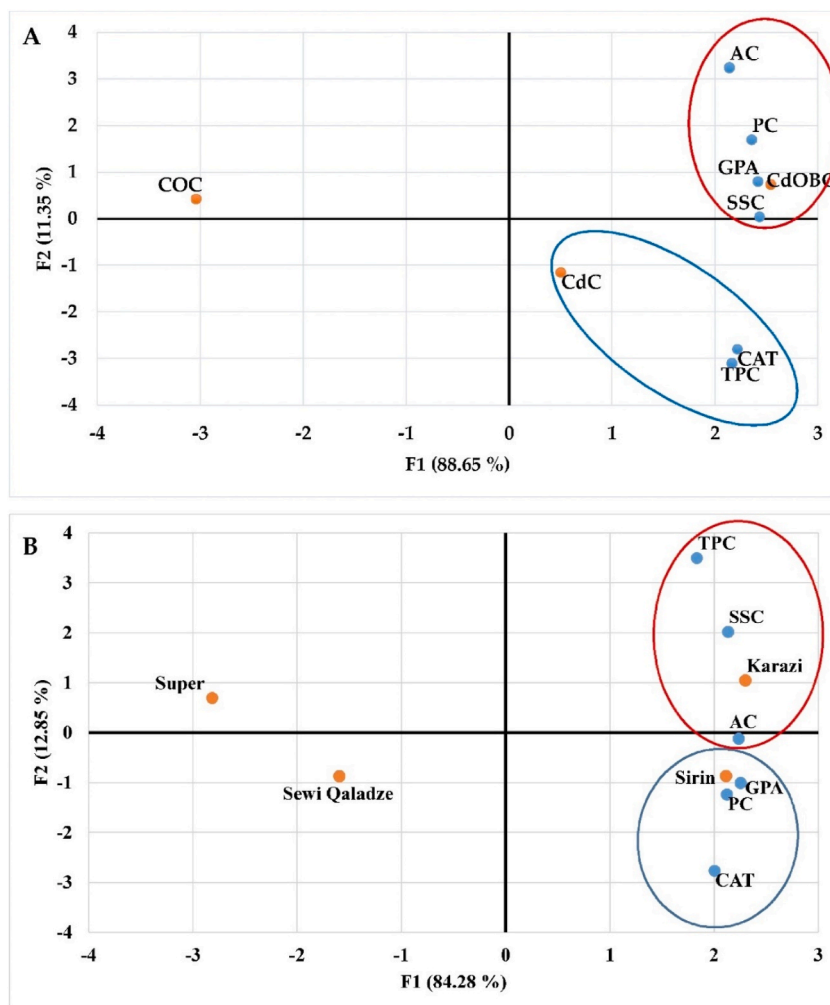 A
4
3
2
1
0
-1
-2
-3
-4
F2 (11.35 %)
AC
PC
GPA
CdOBC
SSC
COC
CdC
CAT
TPC
-4 -3 -2 -1 0 1 2 3
F1 (88.65 %)
B
4
3
2
1
0
-1
-2
-3
-4
F2 (12.85 %)
TPC
SSC
Karazi
Super
AC
Sirin
GPA
Sewi Qaladze
PC
CAT
-4 -3 -2 -1 0 1 2 3
F1 (84.28 %)